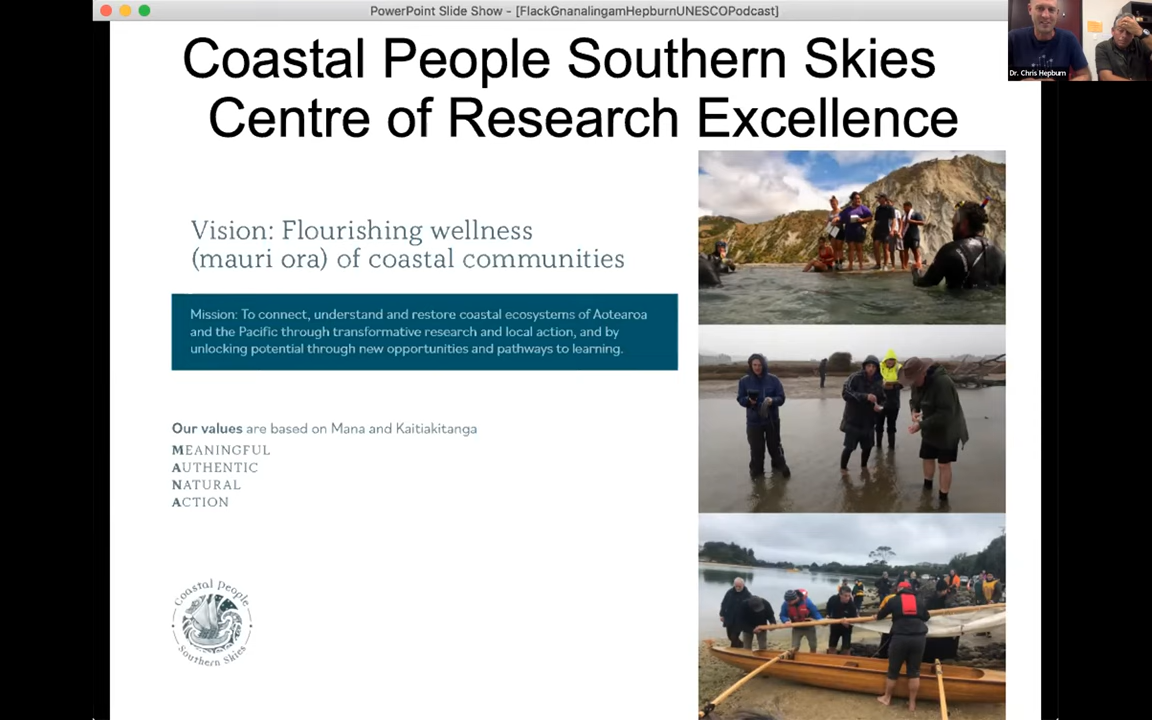 PowerPoint Slide Show - [FlackGnanalingamHepburnUNESCOPodcast]
Dr. Chris Hepburn
Coastal People Southern Skies
Centre of Research Excellence
Vision: Flourishing wellness
(mauri ora) of coastal communities
Mission: To connect, understand and restore coastal ecosystems of Aotearoa
and the Pacific through transformative research and local action, and by
unlocking potential through new opportunities and pathways to learning.
Our values are based on Mana and Kaitiakitanga
MEANINGFUL
AUTHENTIC
NATURAL
ACTION
Coastal People
Southern Skies